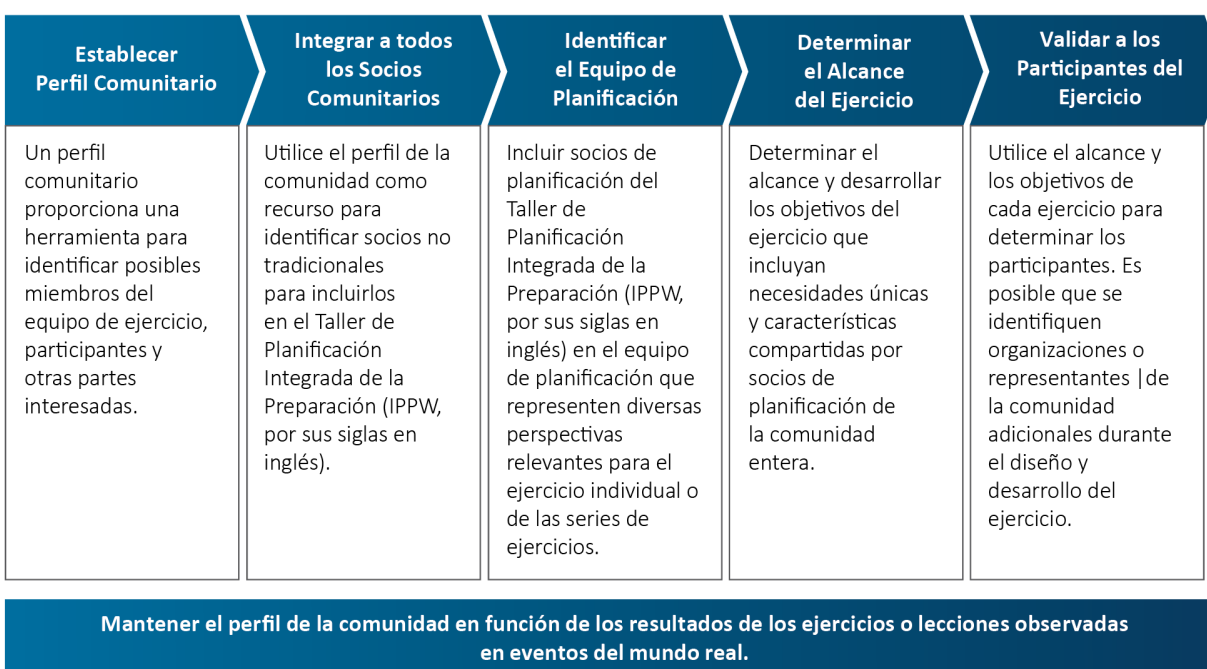 Establecer
Perfil Comunitario
Integrar a todos
los Socios
Comunitarios
Identificar
el Equipo de
Planificación
Determinar
el Alcance
del Ejercicio
Validar a los
Participantes del
Ejercicio
Un perfil
comunitario
proporciona una
herramienta para
identificar posibles
miembros del
equipo de ejercicio,
participantes y
otras partes
interesadas.
Utilice el perfil de la
comunidad como
recurso para
identificar socios no
tradicionales
para incluirlos
en el Taller de
Planificación
Integrada de la
Preparación (IPPW,
por sus siglas en
inglés).
Incluir socios de
planificación del
Taller de
Planificación
Integrada de la
Preparación (IPPW,
por sus siglas en
inglés) en el equipo
de planificación que
representen diversas
perspectivas
relevantes para el
ejercicio individual o
de las series de
ejercicios.
Determinar el
alcance y desarrollar
los objetivos del
ejercicio que
incluyan
necesidades únicas
y características
compartidas por
socios de
planificación de
la comunidad
entera.
Utilice el alcance y
los objetivos de
cada ejercicio para
determinar los
participantes. Es
posible que se
identifiquen
organizaciones o
representantes |de
la comunidad
adicionales durante
el diseño y
desarrollo del
ejercicio.
Mantener el perfil de la comunidad en función de los resultados de los ejercicios o lecciones observadas
en eventos del mundo real.